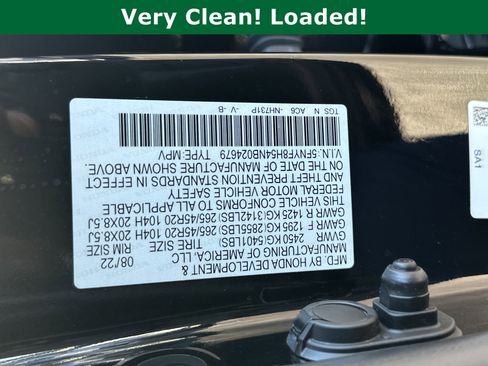 Very Clean! Loaded!
MFD. BY HONDA DEVELOPMENT &
MANUFACTURING OF AMERICA, LLC 08/22
GVWR 2450 KG(5401LBS) TIRE SIZE RIM SIZE
GAWR F 1295 KG(2855LBS) 265/45R20 104H 20X8.5J
GAWR R 1425 KG(3142LBS) 265/45R20 104H 20X8.5J
THIS VEHICLE CONFORMS TO ALL APPLICABLE
FEDERAL MOTOR VEHICLE SAFETY
AND THEFT PREVENTION STANDARDS IN EFFECT
ON THE DATE OF MANUFACTURE SHOWN ABOVE.
V.I.N.: 5FNYF8H54NB024679 TYPE:MPV
TGS N AC6 -NH731P -V -B
SA1